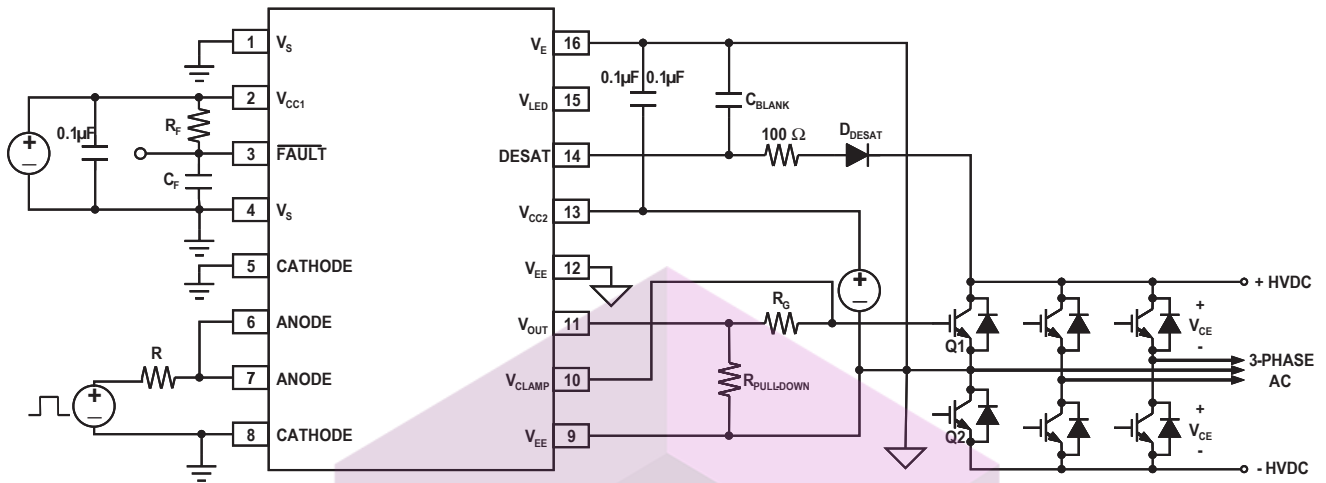 1 V_S
2 V_CC1
3 FAULT
4 V_S
5 CATHODE
6 ANODE
7 ANODE
8 CATHODE
V_E 16
V_LED 15
DESAT 14
V_CC2 13
V_EE 12
V_OUT 11
V_CLAMP 10
V_EE 9
+
–
0.1µF
R_F
C_F
R
+
–
0.1µF 0.1µF
C_BLANK
100 Ω
D_DESAT
+
–
R_G
R_PULL-DOWN
Q1
Q2
+ HVDC
+
V_CE
-
3-PHASE
AC
+
V_CE
-
- HVDC